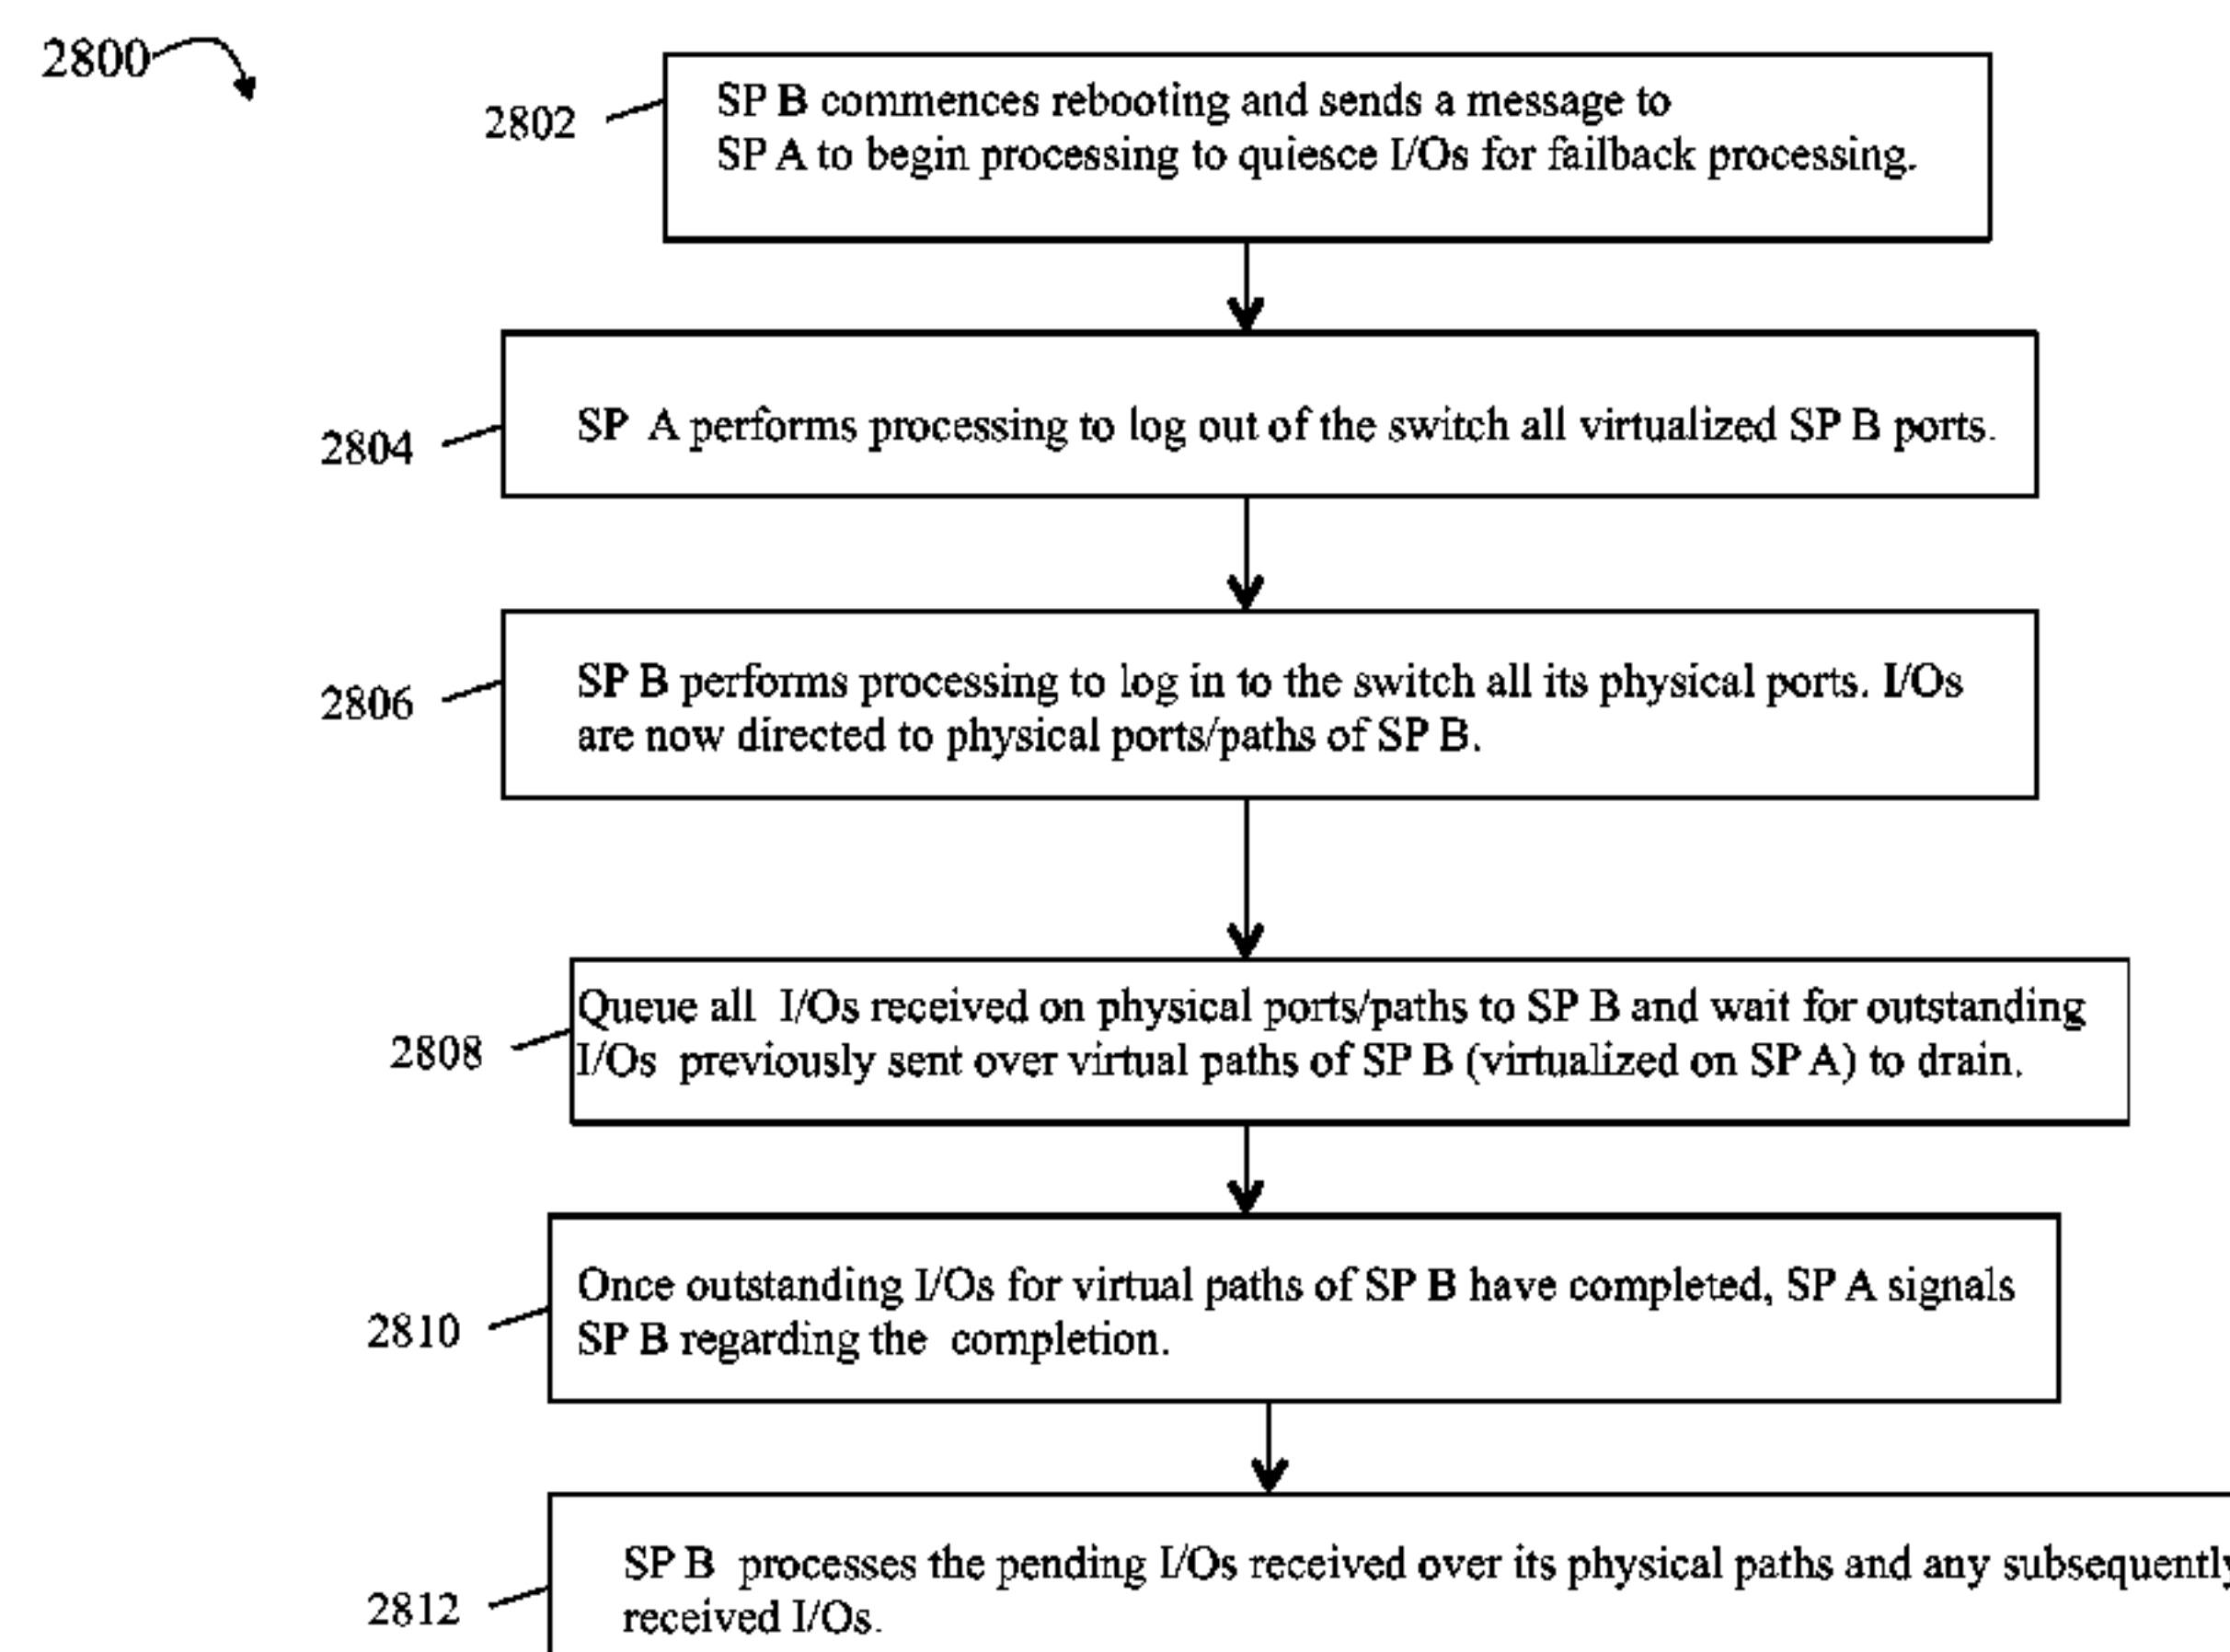 2800
2802
SP B commences rebooting and sends a message to
SP A to begin processing to quiesce I/Os for failback processing.
2804
SP A performs processing to log out of the switch all virtualized SP B ports.
2806
SP B performs processing to log in to the switch all its physical ports. I/Os
are now directed to physical ports/paths of SP B.
2808
Queue all I/Os received on physical ports/paths to SP B and wait for outstanding
I/Os previously sent over virtual paths of SP B (virtualized on SP A) to drain.
2810
Once outstanding I/Os for virtual paths of SP B have completed, SP A signals
SP B regarding the completion.
2812
SP B processes the pending I/Os received over its physical paths and any subsequently
received I/Os.